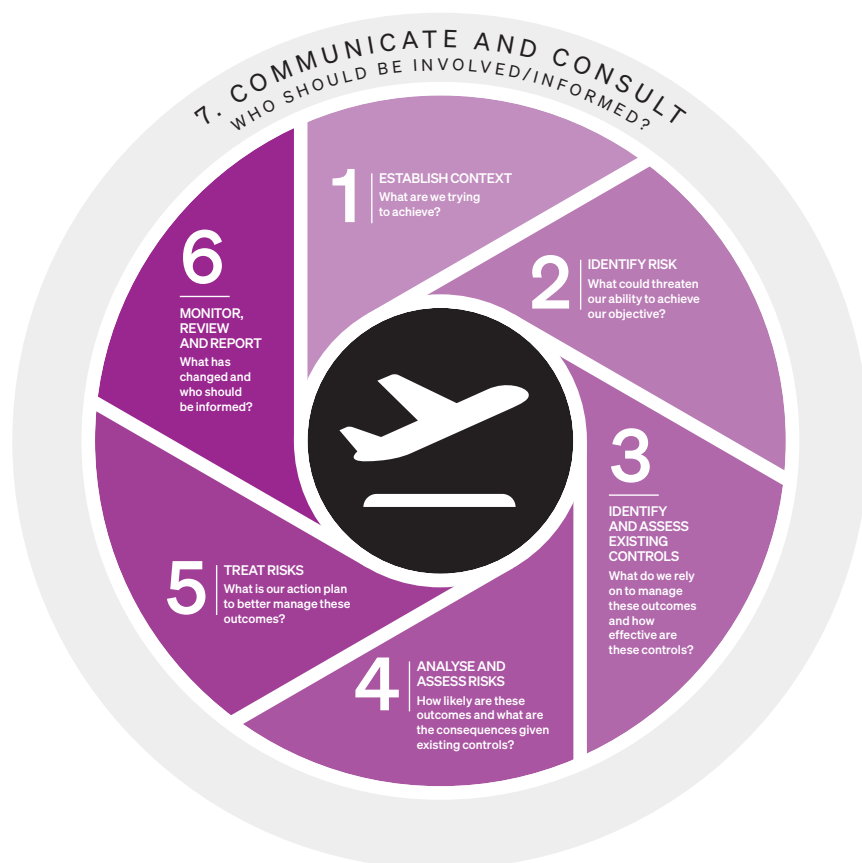 7. COMMUNICATE AND CONSULT
WHO SHOULD BE INVOLVED/INFORMED?
1
ESTABLISH CONTEXT
What are we trying
to achieve?
2
IDENTIFY RISK
What could threaten
our ability to achieve
our objective?
3
IDENTIFY
AND ASSESS
EXISTING
CONTROLS
What do we rely
on to manage
these outcomes
and how
effective are
these controls?
4
ANALYSE AND
ASSESS RISKS
How likely are these
outcomes and what are
the consequences given
existing controls?
5
TREAT RISKS
What is our action plan
to better manage these
outcomes?
6
MONITOR,
REVIEW
AND REPORT
What has
changed and
who should
be informed?